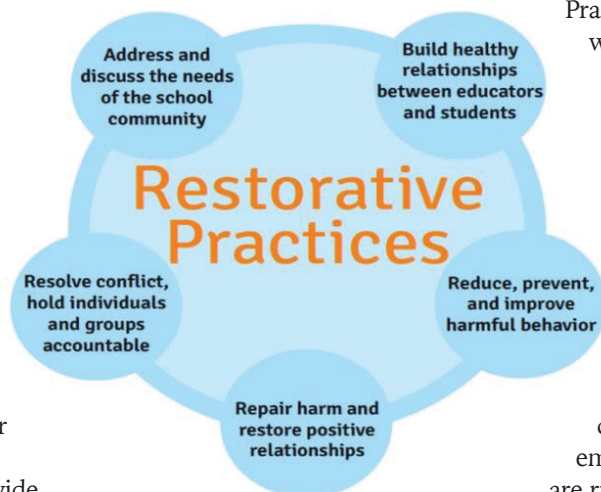 Address and
discuss the needs
of the school
community
Build healthy
relationships
between educators
and students
Restorative
Practices
Resolve conflict,
hold individuals
and groups
accountable
Reduce, prevent,
and improve
harmful behavior
Repair harm and
restore positive
relationships